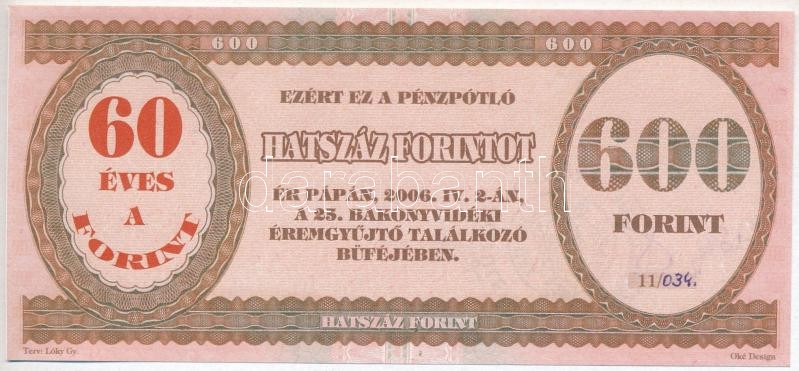 600 600
60
ÉVES
A
FORINT
EZÉRT EZ A PÉNZPÓTLÓ
HATSZÁZ FORINTOT
ÉR PÁPÁN, 2006. IV. 2-ÁN,
A 25. BAKONYVIDÉKI
ÉREMGYŰJTŐ TALÁLKOZÓ
BÜFÉJÉBEN.
600
FORINT
11/034.
HATSZÁZ FORINT
Terv: Lóky Gy.
Oké Design
darabanth